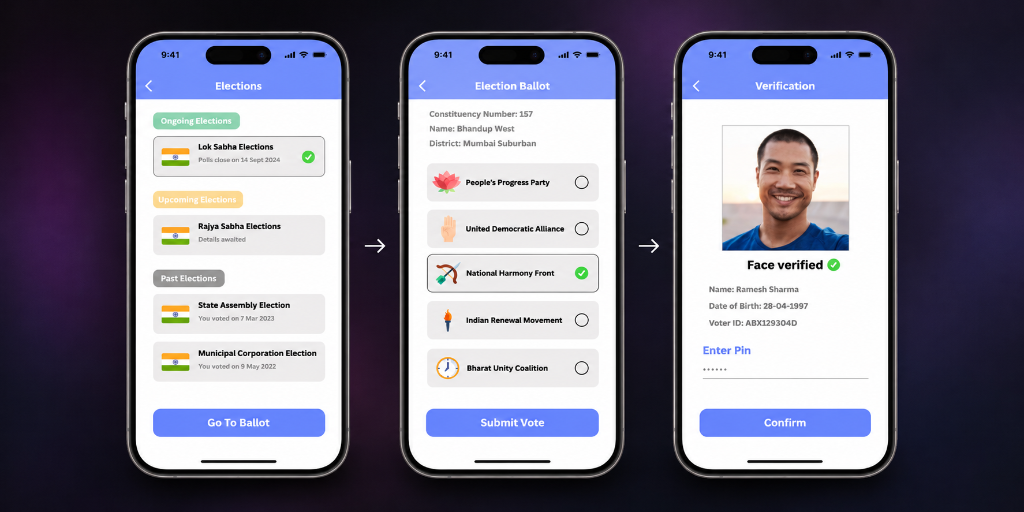 9:41
Elections
Ongoing Elections
Lok Sabha Elections
Polls close on 14 Sept 2024
Upcoming Elections
Rajya Sabha Elections
Details awaited
Past Elections
State Assembly Election
You voted on 7 Mar 2023
Municipal Corporation Election
You voted on 9 May 2022
Go To Ballot
9:41
Election Ballot
Constituency Number: 157
Name: Bhandup West
District: Mumbai Suburban
People's Progress Party
United Democratic Alliance
National Harmony Front
Indian Renewal Movement
Bharat Unity Coalition
Submit Vote
9:41
Verification
Face verified
Name: Ramesh Sharma
Date of Birth: 28-04-1997
Voter ID: ABX129304D
Enter Pin
Confirm